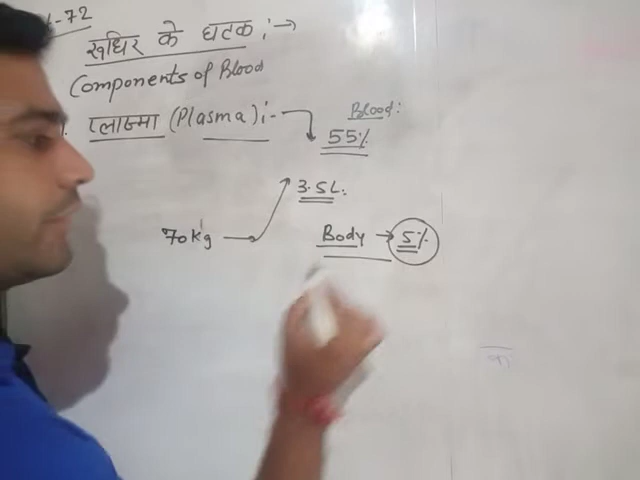 -72
रुधिर के घटक :→
Components of Blood
प्लाज्मा (Plasma) :-
Blood:
55%
3.5L.
70kg
Body → 5%